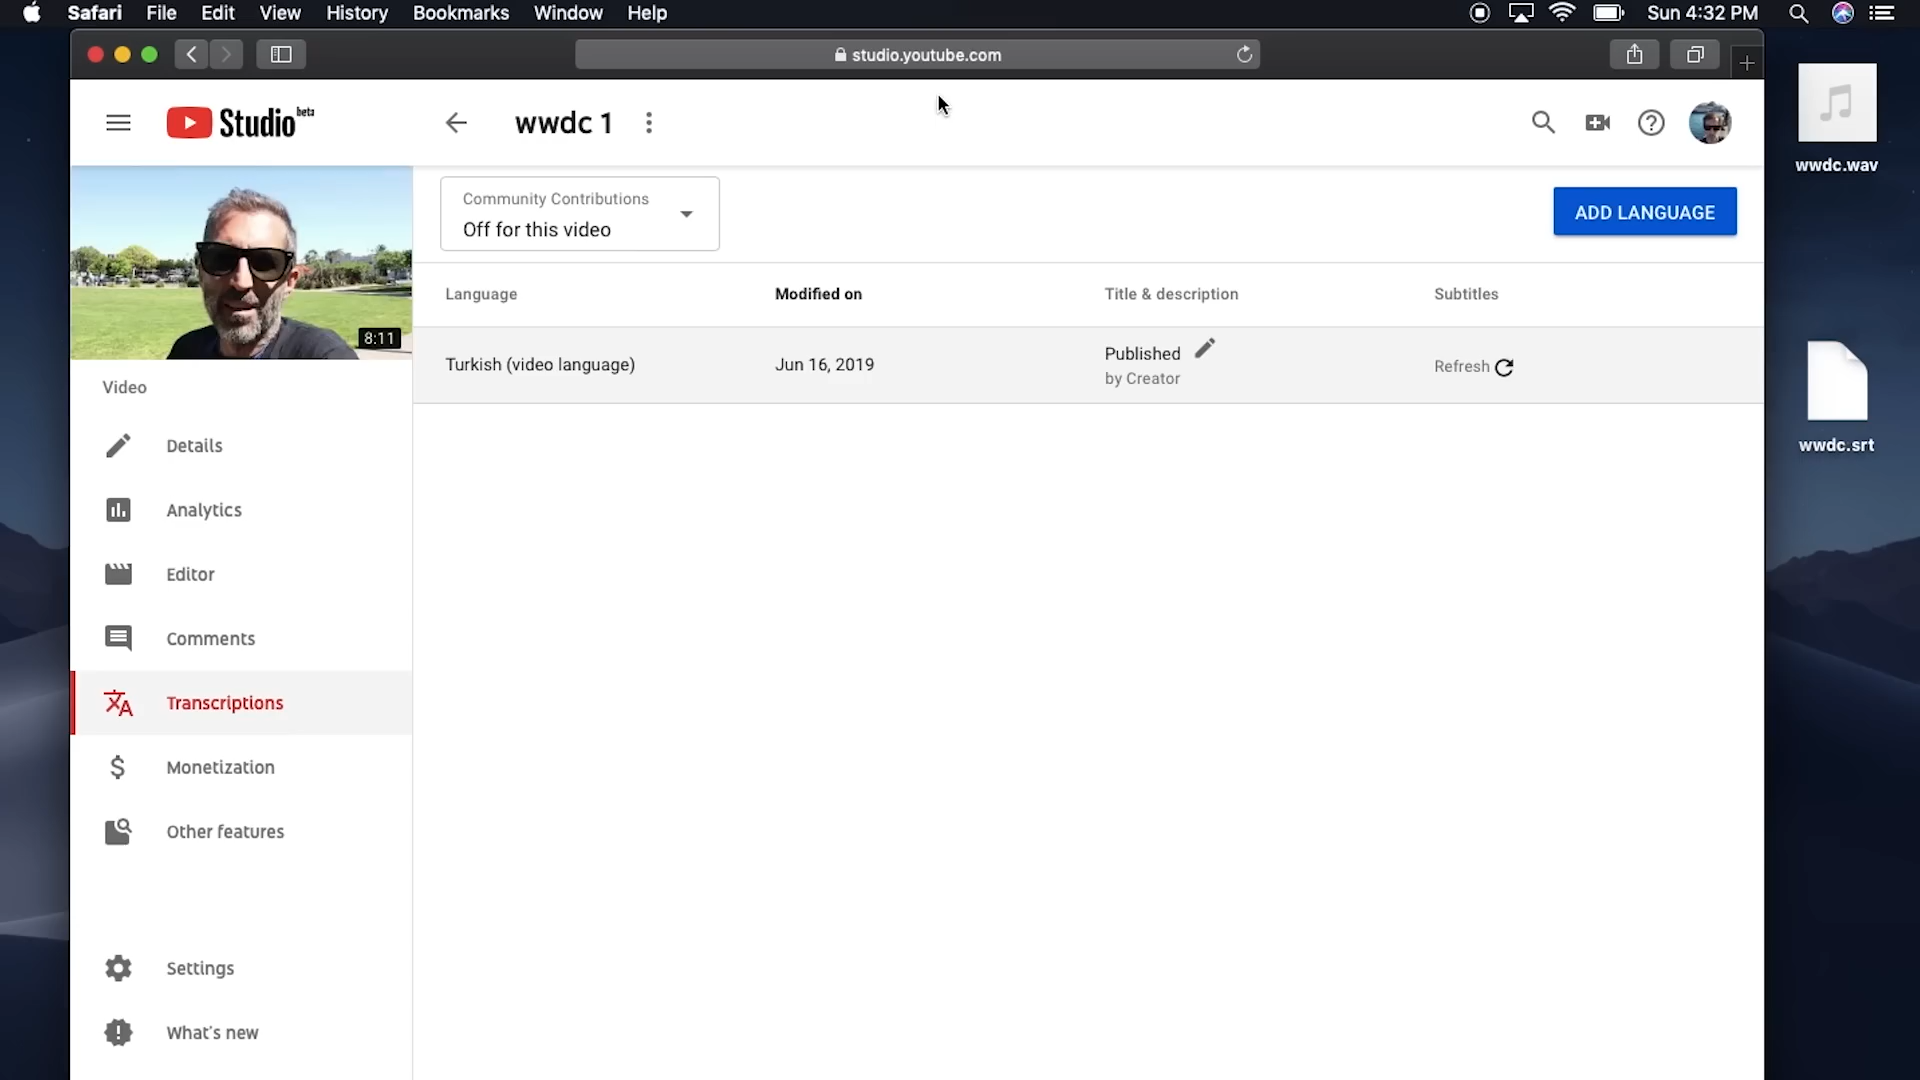 Safari File Edit View History Bookmarks Window Help Sun 4:32 PM
studio.youtube.com
Studio beta
wwdc 1
wwdc.wav
Community Contributions
Off for this video
ADD LANGUAGE
Language Modified on Title & description Subtitles
8:11
Turkish (video language) Jun 16, 2019 Published Refresh
by Creator
Video
wwdc.srt
Details
Analytics
Editor
Comments
Transcriptions
Monetization
Other features
Settings
What's new